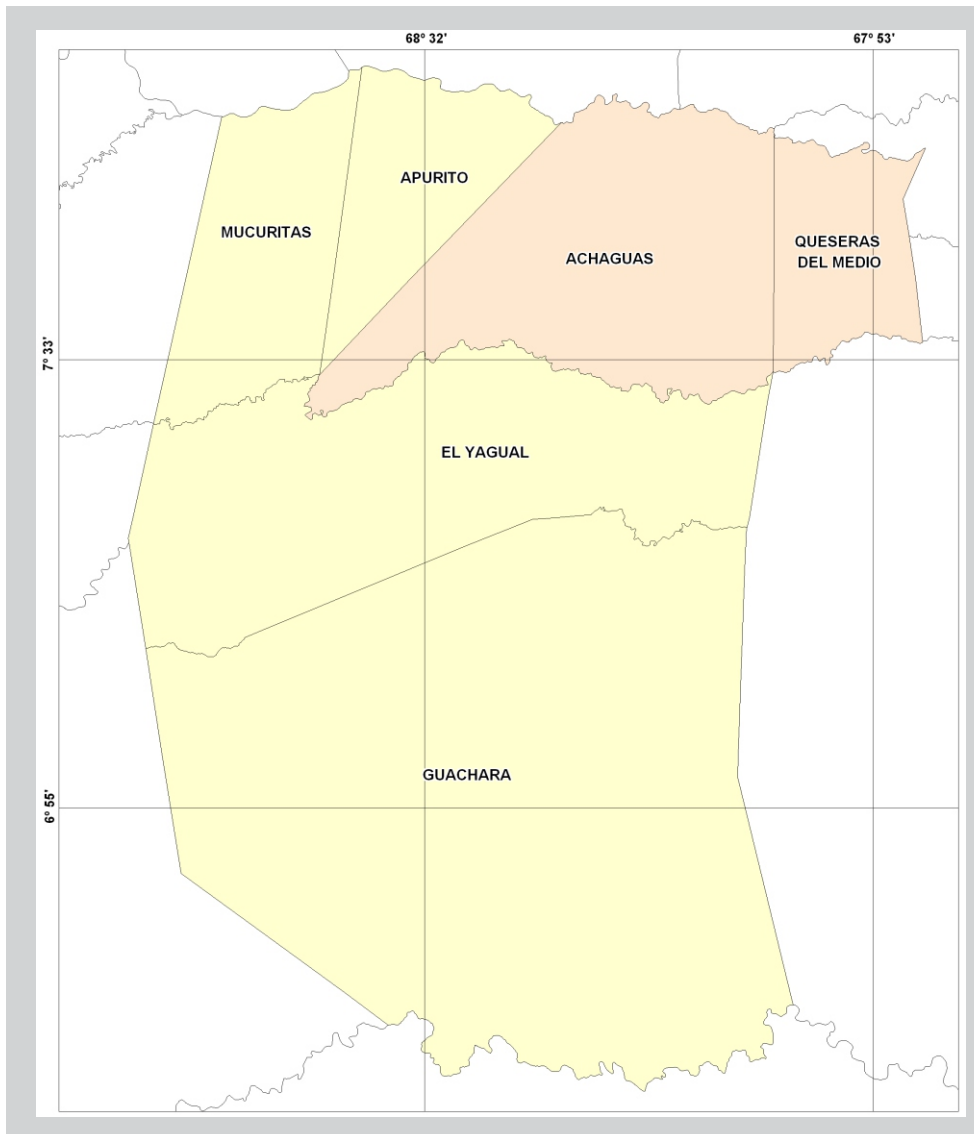 68° 32'
67° 53'
APURITO
MUCURITAS
QUESERAS
DEL MEDIO
ACHAGUAS
7° 33'
EL YAGUAL
GUACHARA
6° 55'